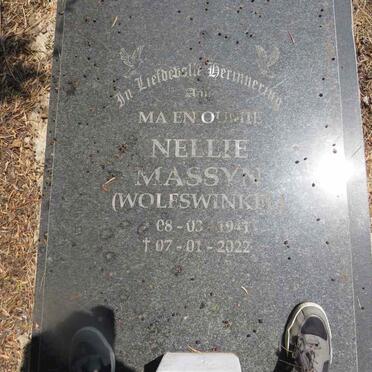 In Liefdevolle Herinnering
Aan
MA EN OUMIE
NELLIE
MASSYN
(WOLFSWINKEL)
08 - 03 - 1941
† 07 - 01 - 2022